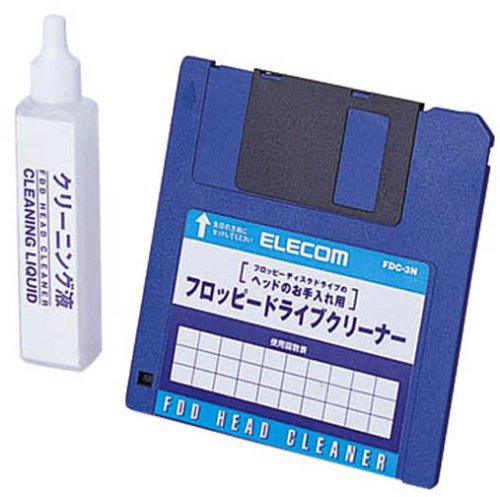 クリーニング液
FDD HEAD CLEANER
CLEANING LIQUID
矢印の方向に
セットしてください
ELECOM
FDC-3N
フロッピーディスクドライブの
ヘッドのお手入れ用
フロッピードライブクリーナー
使用回数表
FDD HEAD CLEANER